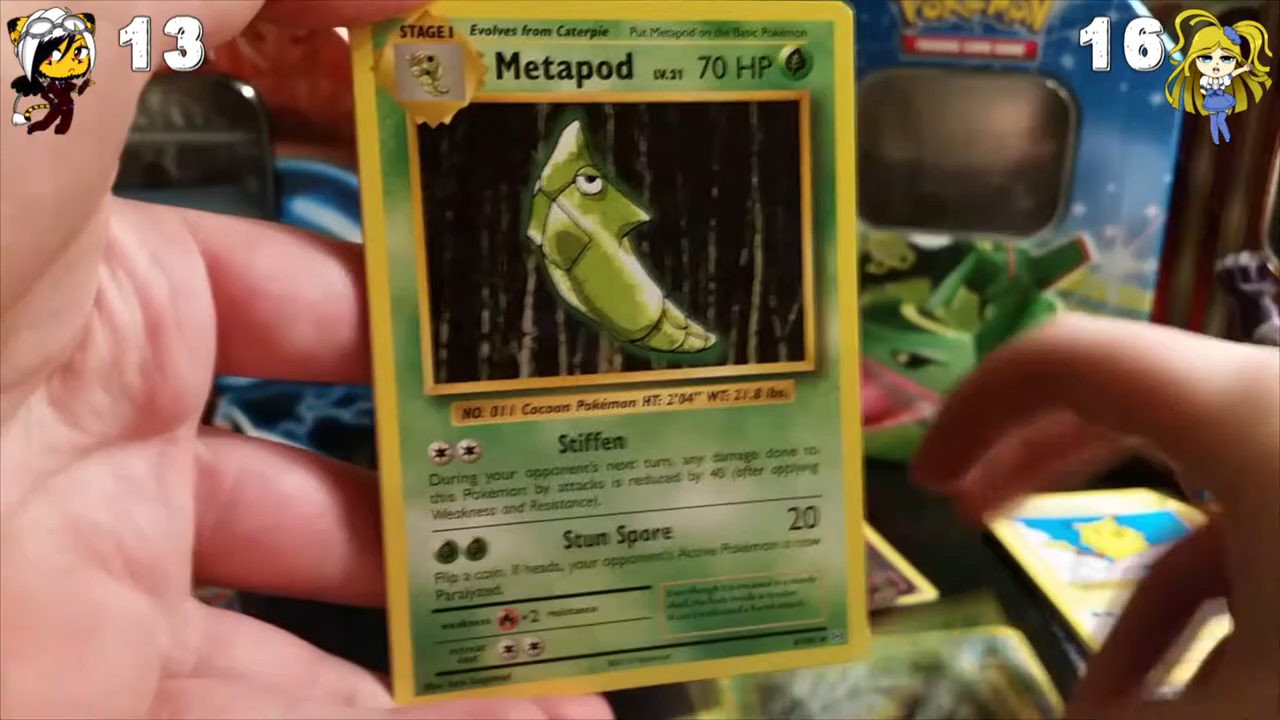 13
16
POKÉMON
STAGE 1 Evolves from Caterpie Put Metapod on the Basic Pokémon
Metapod LV.21 70 HP
NO. 011 Cocoon Pokémon HT: 2'04" WT: 21.8 lbs.
Stiffen
During your opponent's next turn, any damage done to
this Pokémon by attacks is reduced by 40 (after applying
Weakness and Resistance).
Stun Spore 20
Flip a coin. If heads, your opponent's Active Pokémon is now
Paralyzed.
weakness ×2 resistance
retreat
cost